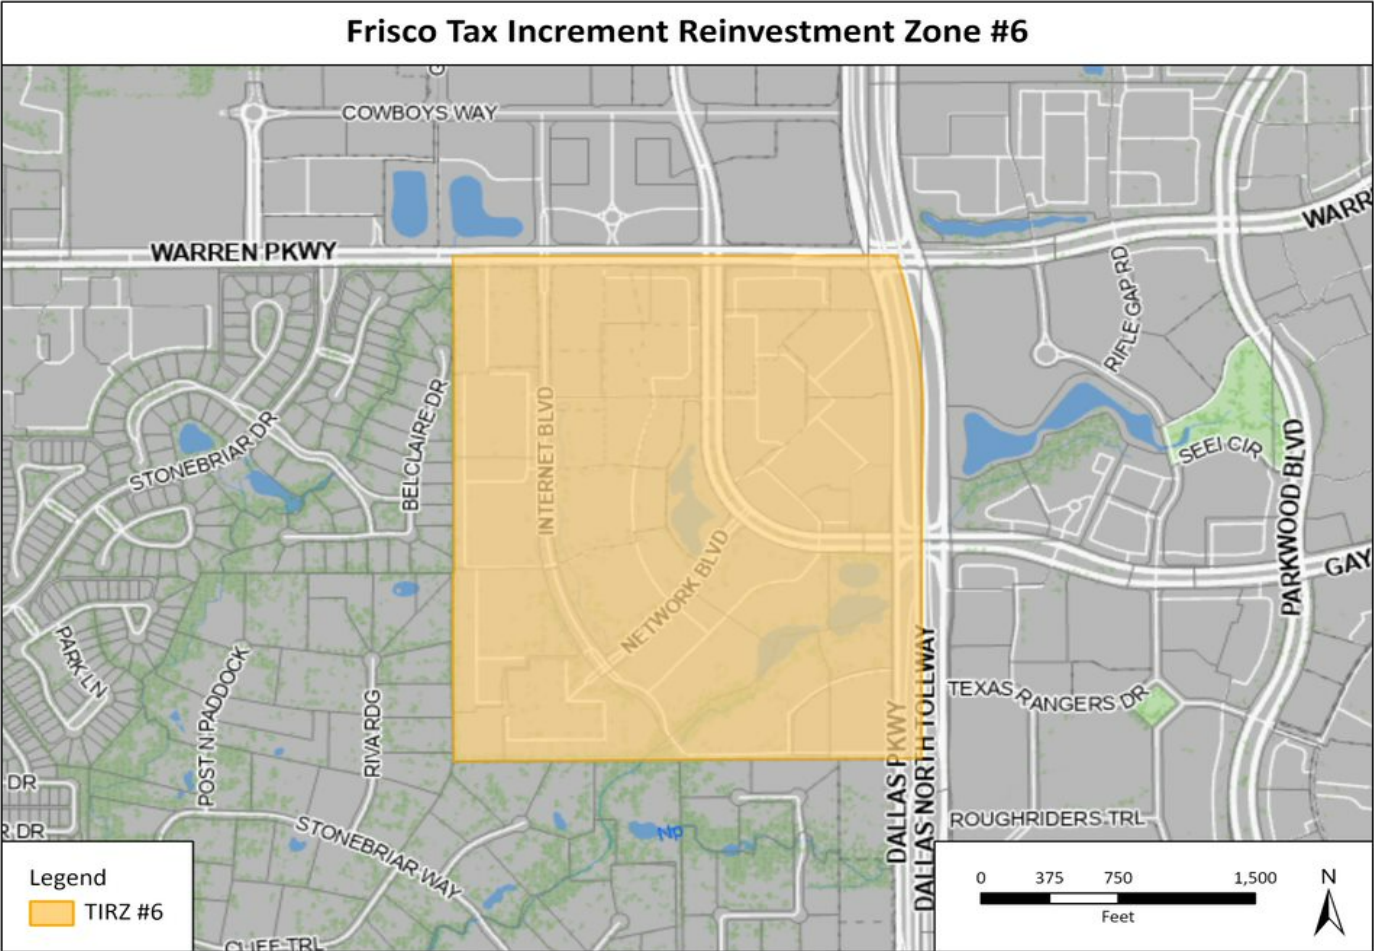 Frisco Tax Increment Reinvestment Zone #6
COWBOYS WAY
WARREN PKWY
WARR
RIFLE GAP RD
STONEBRIAR DR
BELCLAIRE DR
INTERNET BLVD
SEEI CIR
PARKWOOD BLVD
NETWORK BLVD
GAY
PARK LN
POST N PADDOCK
RIVA RDG
DALLAS PKWY
DALLAS NORTH TOLLWAY
TEXAS RANGERS DR
DR
R DR
STONEBRIAR WAY
Np
ROUGHRIDERS TRL
CLIFF TRL
Legend
TIRZ #6
0 375 750 1,500
Feet
N